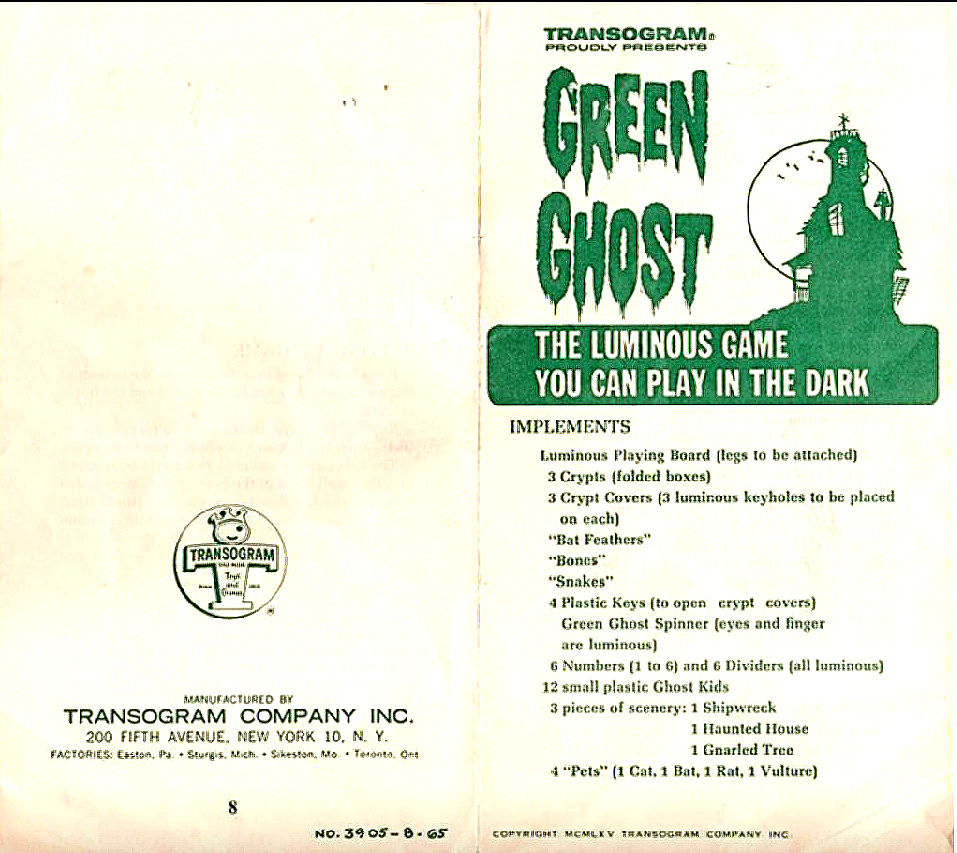 TRANSOGRAM
Toys
and
Games
®
MANUFACTURED BY
TRANSOGRAM COMPANY INC.
200 FIFTH AVENUE, NEW YORK 10, N. Y.
FACTORIES: Easton, Pa. • Sturgis, Mich. • Sikeston, Mo. • Toronto, Ont
8
NO. 3905-8-65
TRANSOGRAM®
PROUDLY PRESENTS
GREEN
GHOST
THE LUMINOUS GAME
YOU CAN PLAY IN THE DARK
IMPLEMENTS
Luminous Playing Board (legs to be attached)
3 Crypts (folded boxes)
3 Crypt Covers (3 luminous keyholes to be placed
on each)
“Bat Feathers”
“Bones”
“Snakes”
4 Plastic Keys (to open crypt covers)
Green Ghost Spinner (eyes and finger
are luminous)
6 Numbers (1 to 6) and 6 Dividers (all luminous)
12 small plastic Ghost Kids
3 pieces of scenery: 1 Shipwreck
1 Haunted House
1 Gnarled Tree
4 “Pets” (1 Cat, 1 Bat, 1 Rat, 1 Vulture)
COPYRIGHT MCMLXV TRANSOGRAM COMPANY INC.